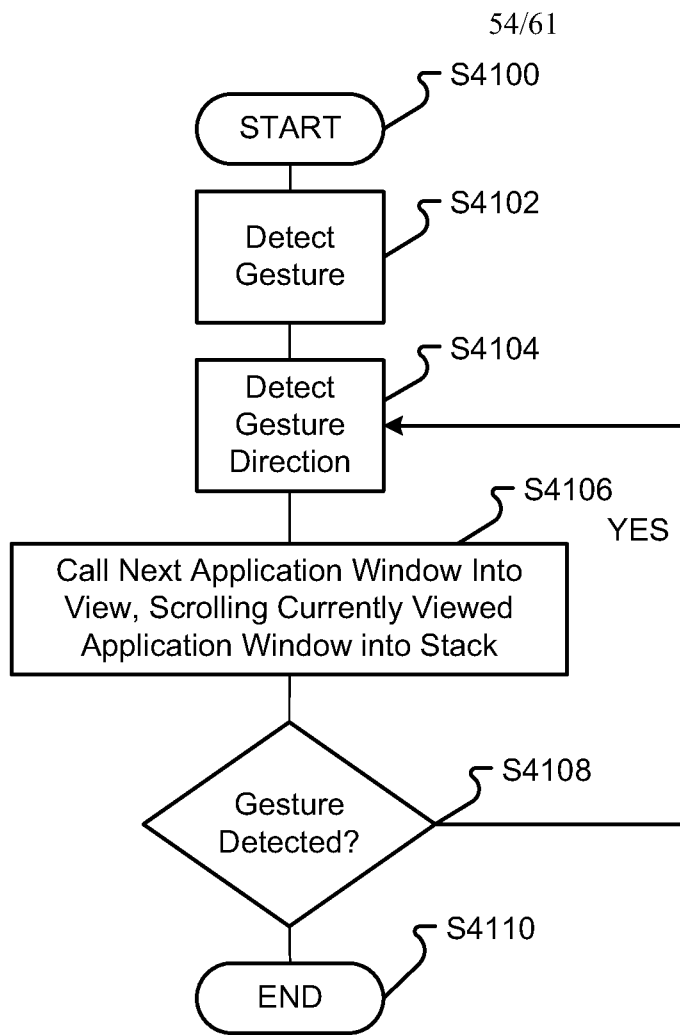 54/61
S4100
START
S4102
Detect
Gesture
S4104
Detect
Gesture
Direction
S4106
YES
Call Next Application Window Into
View, Scrolling Currently Viewed
Application Window into Stack
S4108
Gesture
Detected?
S4110
END